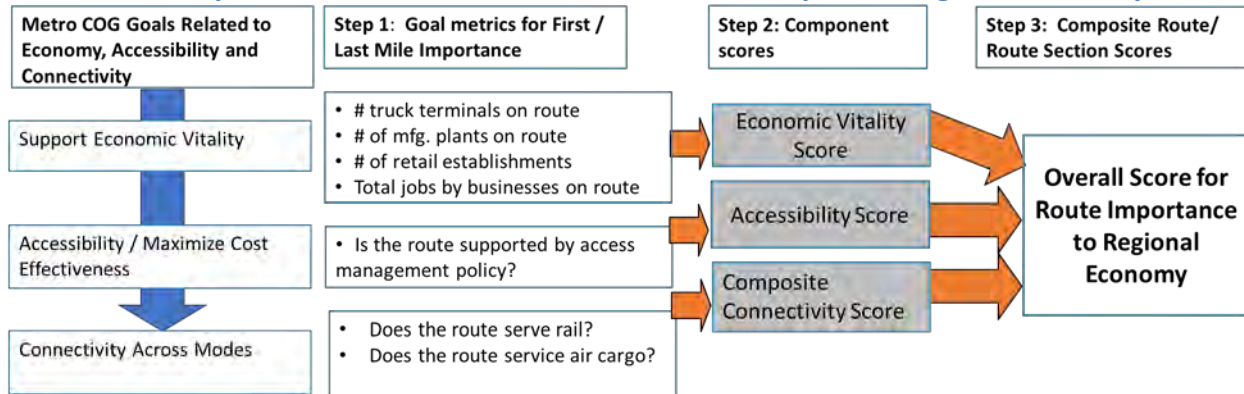 Metro COG Goals Related to
Economy, Accessibility and
Connectivity
Step 1:  Goal metrics for First /
Last Mile Importance
Step 2: Component
scores
Step 3:  Composite Route/
Route Section Scores
Support Economic Vitality
• # truck terminals on route
• # of mfg. plants on route
• # of retail establishments
• Total jobs by businesses on route
Economic Vitality
Score
Accessibility / Maximize Cost
Effectiveness
• Is the route supported by access
management policy?
Accessibility Score
Connectivity Across Modes
• Does the route serve rail?
• Does the route service air cargo?
Composite
Connectivity Score
Overall Score for
Route Importance
to Regional
Economy